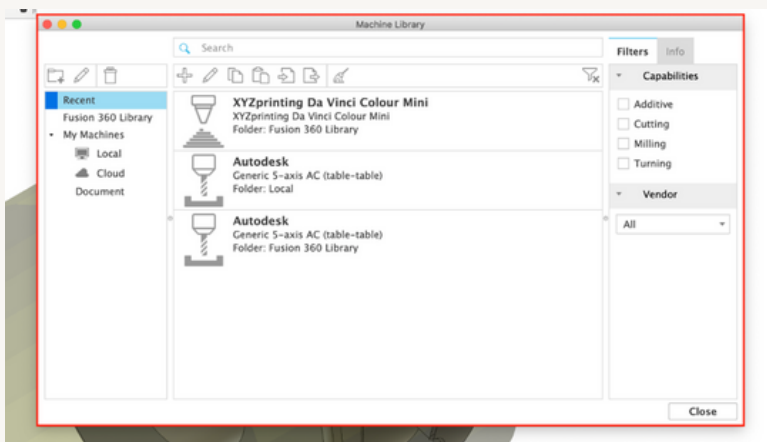 Machine Library
Search
Filters
Info
Recent
Fusion 360 Library
My Machines
Local
Cloud
Document
XYZprinting Da Vinci Colour Mini
XYZprinting Da Vinci Colour Mini
Folder: Fusion 360 Library
Autodesk
Generic 5-axis AC (table-table)
Folder: Local
Autodesk
Generic 5-axis AC (table-table)
Folder: Fusion 360 Library
Capabilities
Additive
Cutting
Milling
Turning
Vendor
All
Close